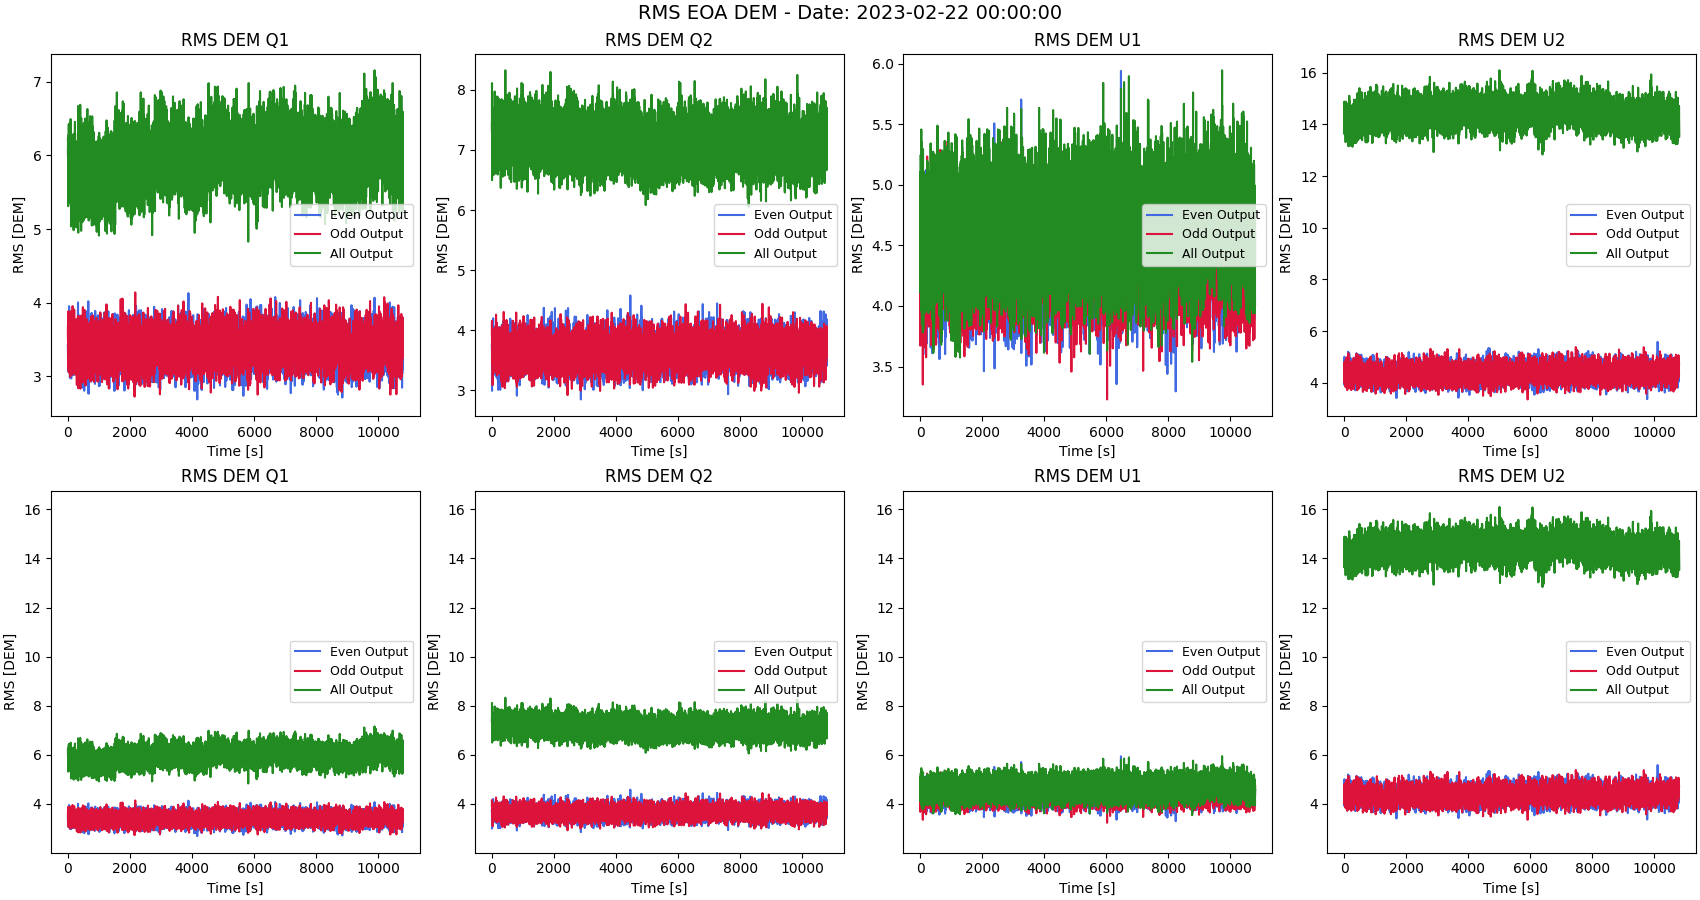 RMS EOA DEM - Date: 2023-02-22 00:00:00
RMS DEM Q1
RMS [DEM]
7
6
5
4
3
Even Output
Odd Output
All Output
0 2000 4000 6000 8000 10000
Time [s]
RMS DEM Q2
RMS [DEM]
8
7
6
5
4
3
Even Output
Odd Output
All Output
0 2000 4000 6000 8000 10000
Time [s]
RMS DEM U1
RMS [DEM]
6.0
5.5
5.0
4.5
4.0
3.5
Even Output
Odd Output
All Output
0 2000 4000 6000 8000 10000
Time [s]
RMS DEM U2
RMS [DEM]
16
14
12
10
8
6
4
Even Output
Odd Output
All Output
0 2000 4000 6000 8000 10000
Time [s]
RMS DEM Q1
RMS [DEM]
16
14
12
10
8
6
4
Even Output
Odd Output
All Output
0 2000 4000 6000 8000 10000
Time [s]
RMS DEM Q2
RMS [DEM]
16
14
12
10
8
6
4
Even Output
Odd Output
All Output
0 2000 4000 6000 8000 10000
Time [s]
RMS DEM U1
RMS [DEM]
16
14
12
10
8
6
4
Even Output
Odd Output
All Output
0 2000 4000 6000 8000 10000
Time [s]
RMS DEM U2
RMS [DEM]
16
14
12
10
8
6
4
Even Output
Odd Output
All Output
0 2000 4000 6000 8000 10000
Time [s]